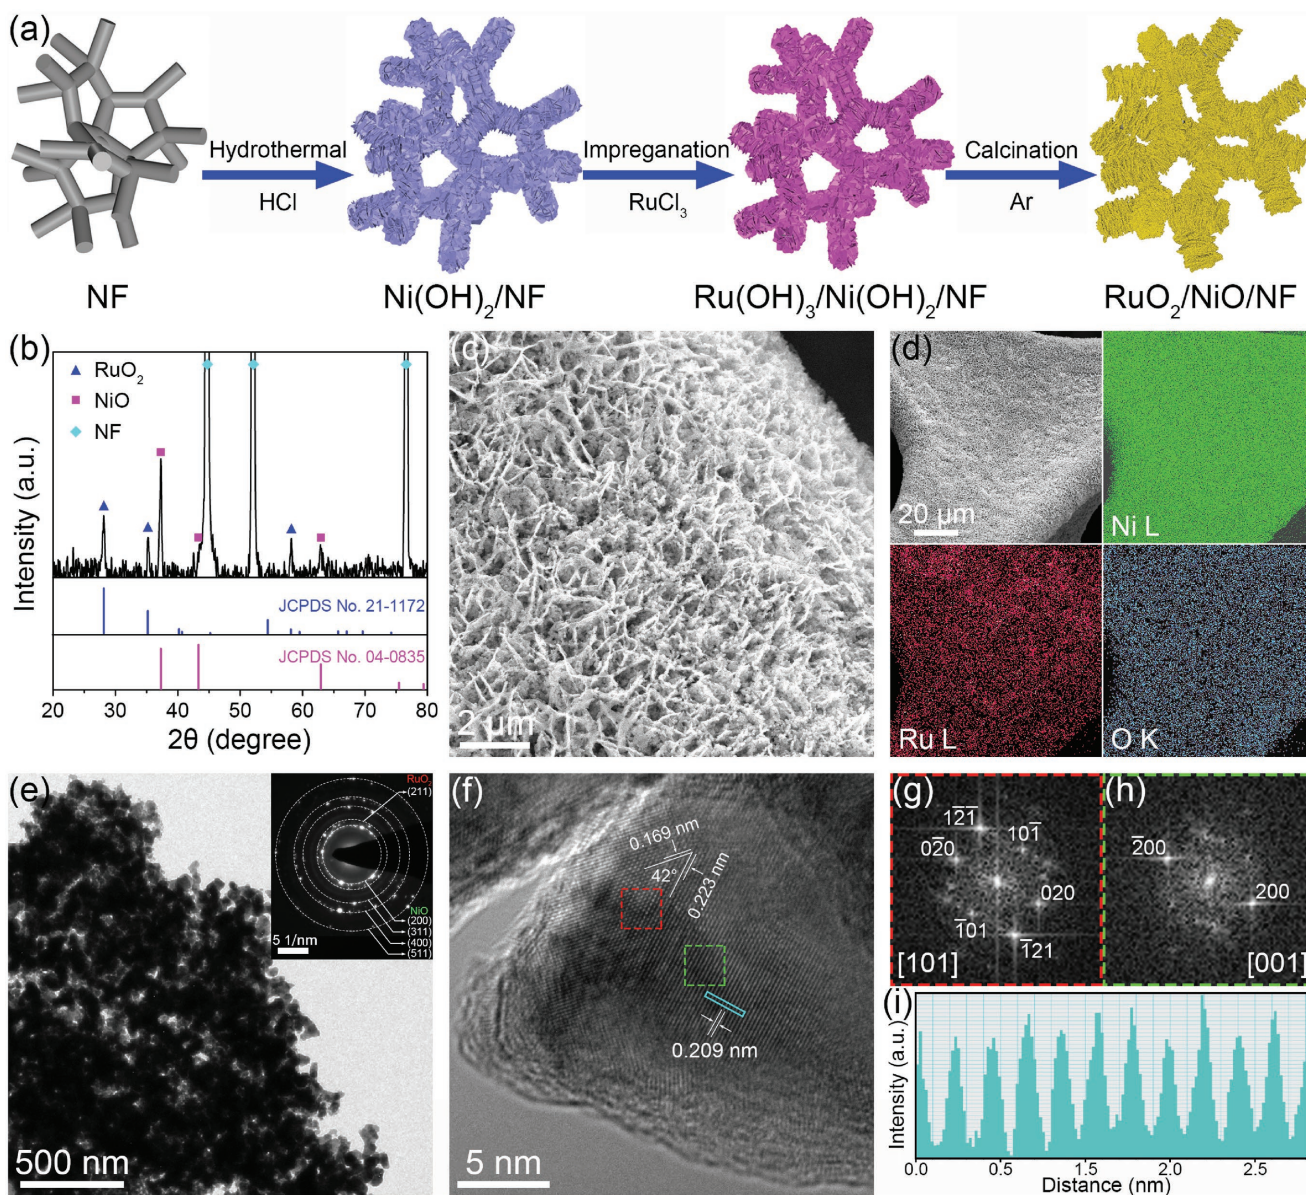 (a)
Hydrothermal
HCl
Impreganation
RuCl3
Calcination
Ar
NF
Ni(OH)2/NF
Ru(OH)3/Ni(OH)2/NF
RuO2/NiO/NF
(b)
RuO2
NiO
NF
Intensity (a.u.)
JCPDS No. 21-1172
JCPDS No. 04-0835
20 30 40 50 60 70 80
2θ (degree)
(c)
2 μm
(d)
20 μm
Ni L
Ru L
O K
(e)
RuO2
(211)
NiO
(200)
(311)
(400)
(511)
5 1/nm
500 nm
(f)
0.169 nm
42°
0.223 nm
0.209 nm
5 nm
(g)
12̅1̅
101̅
02̅0
020
1̅01
1̅21
[101]
(h)
2̅00
200
[001]
(i)
Intensity (a.u.)
0.0 0.5 1.5 2.0 2.5
Distance (nm)